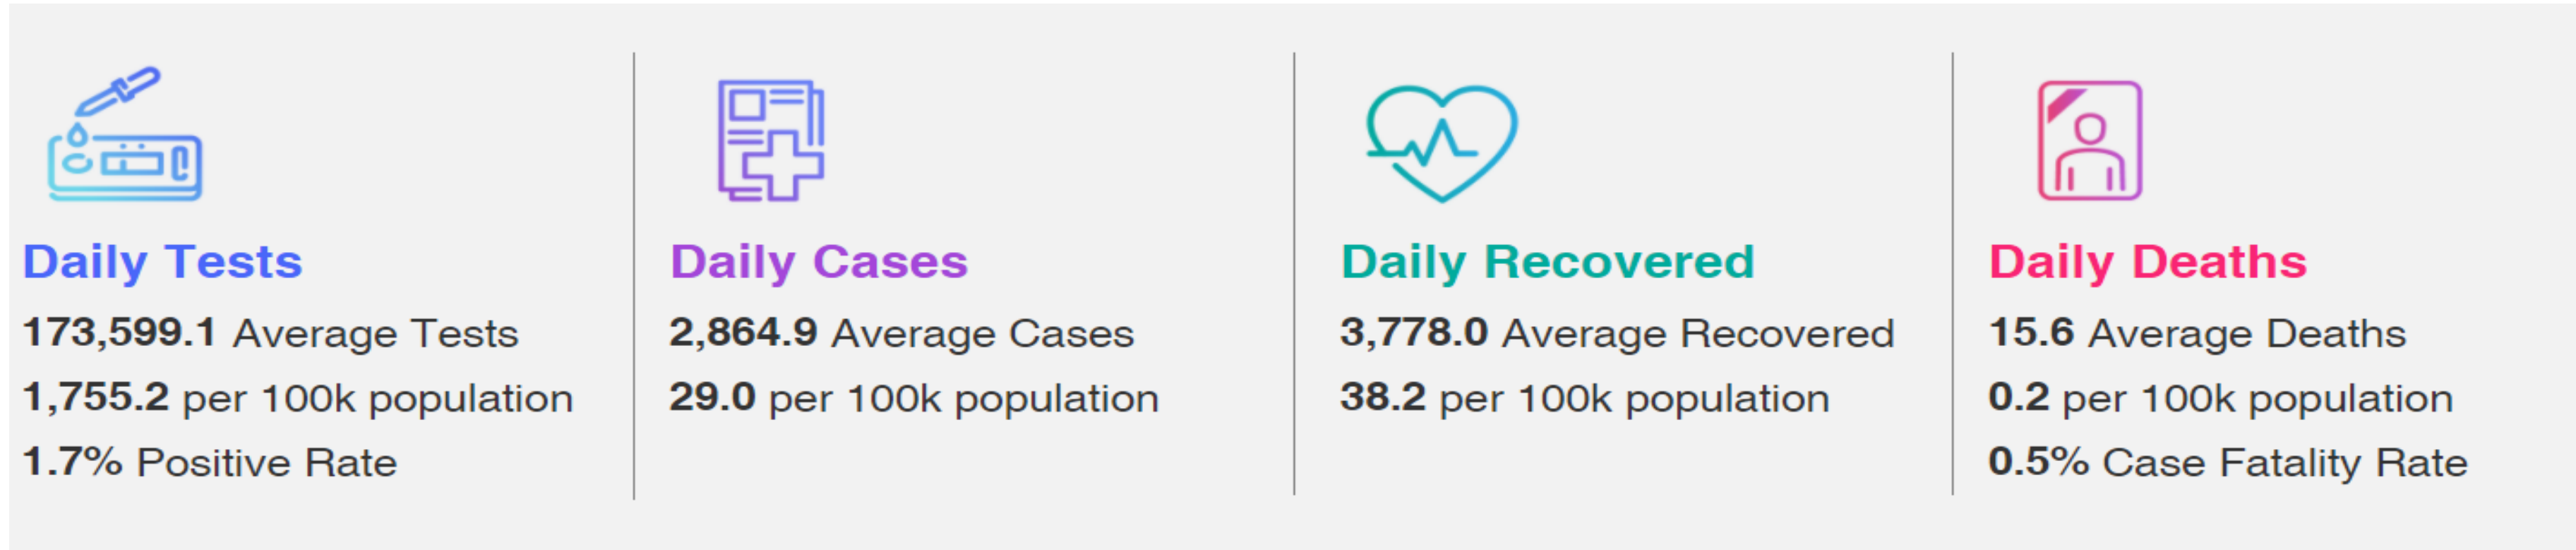 Daily Tests
173,599.1 Average Tests
1,755.2 per 100k population
1.7% Positive Rate
Daily Cases
2,864.9 Average Cases
29.0 per 100k population
Daily Recovered
3,778.0 Average Recovered
38.2 per 100k population
Daily Deaths
15.6 Average Deaths
0.2 per 100k population
0.5% Case Fatality Rate